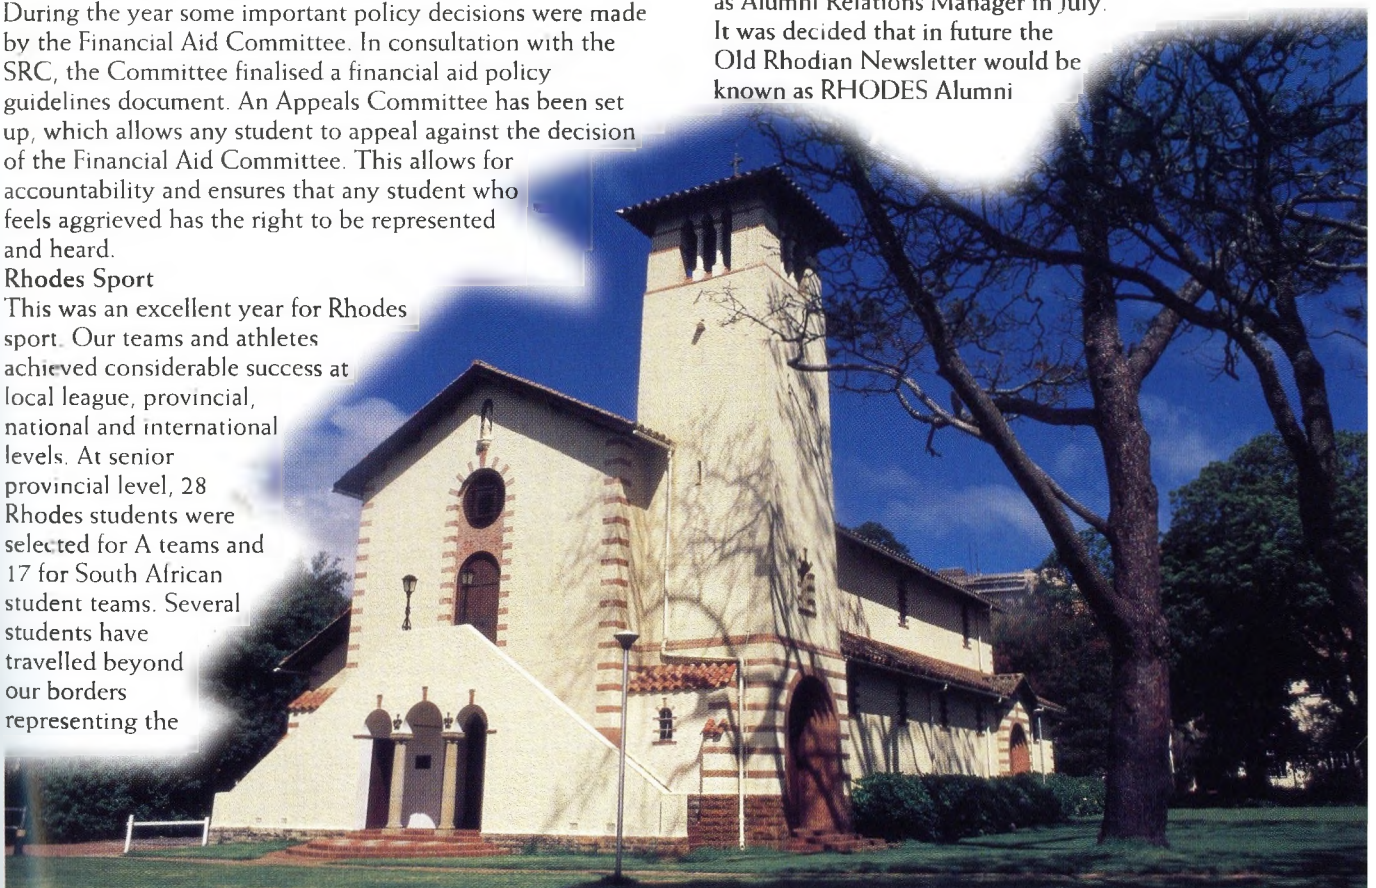 During the year some important policy decisions were made
by the Financial Aid Committee. In consultation with the
SRC, the Committee finalised a financial aid policy
guidelines document. An Appeals Committee has been set
up, which allows any student to appeal against the decision
of the Financial Aid Committee. This allows for
accountability and ensures that any student who
feels aggrieved has the right to be represented
and heard.
Rhodes Sport
This was an excellent year for Rhodes
sport. Our teams and athletes
achieved considerable success at
local league, provincial,
national and international
levels. At senior
provincial level, 28
Rhodes students were
selected for A teams and
17 for South African
student teams. Several
students have
travelled beyond
our borders
representing the
as Alumni Relations Manager in July.
It was decided that in future the
Old Rhodian Newsletter would be
known as RHODES Alumni